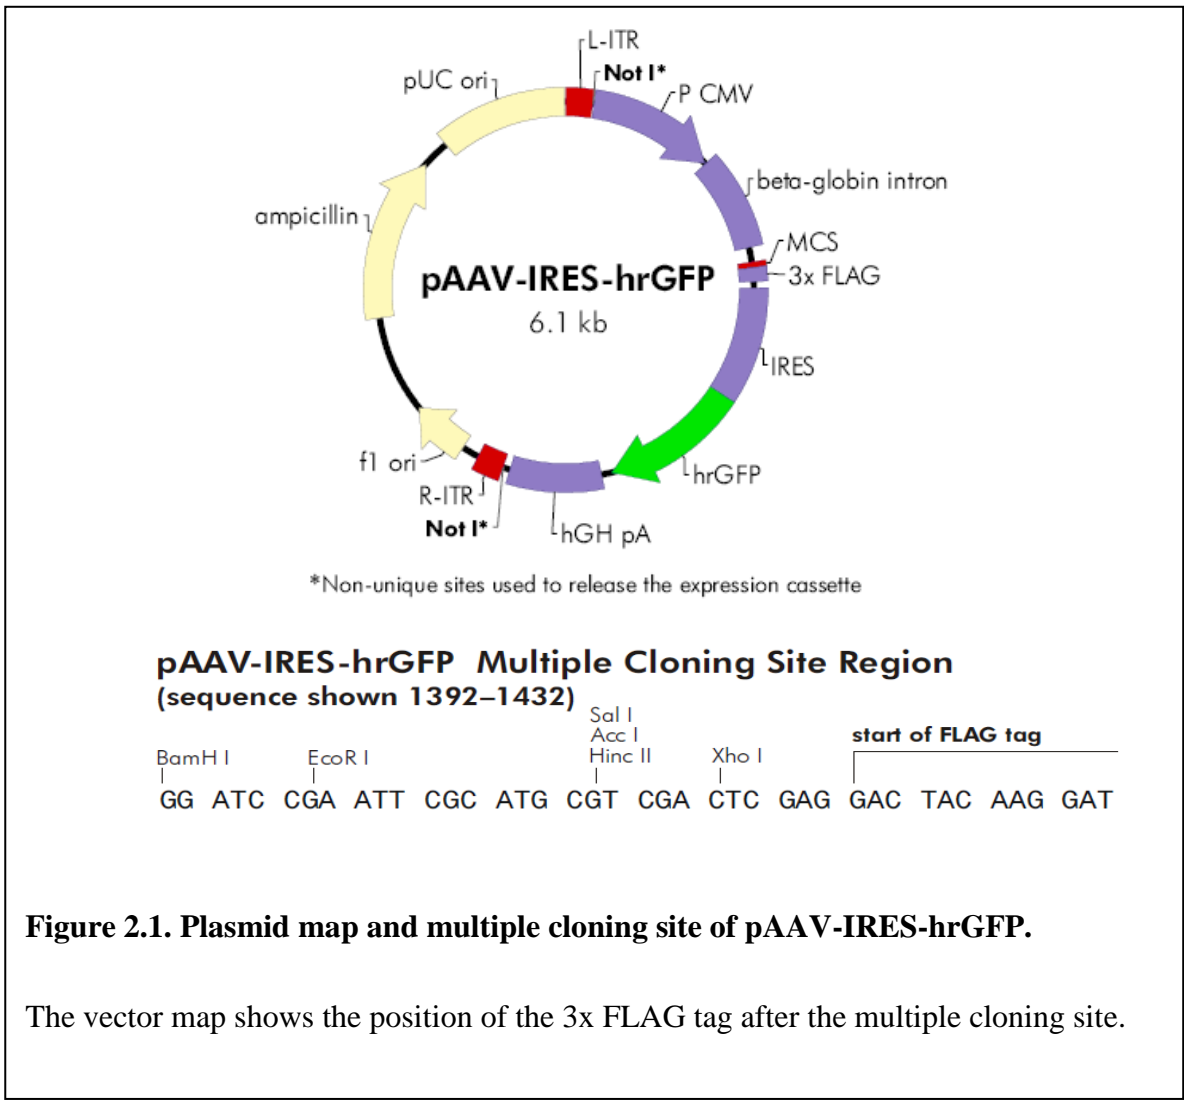 L-ITR
Not I*
pUC ori
P CMV
beta-globin intron
ampicillin
MCS
pAAV-IRES-hrGFP
3x FLAG
6.1 kb
IRES
f1 ori
hrGFP
R-ITR
Not I*
hGH pA
*Non-unique sites used to release the expression cassette
pAAV-IRES-hrGFP Multiple Cloning Site Region
(sequence shown 1392–1432)
Sal I
Acc I
start of FLAG tag
BamH I EcoR I Hinc II Xho I
GG ATC CGA ATT CGC ATG CGT CGA CTC GAG GAC TAC AAG GAT
Figure 2.1. Plasmid map and multiple cloning site of pAAV-IRES-hrGFP.
The vector map shows the position of the 3x FLAG tag after the multiple cloning site.